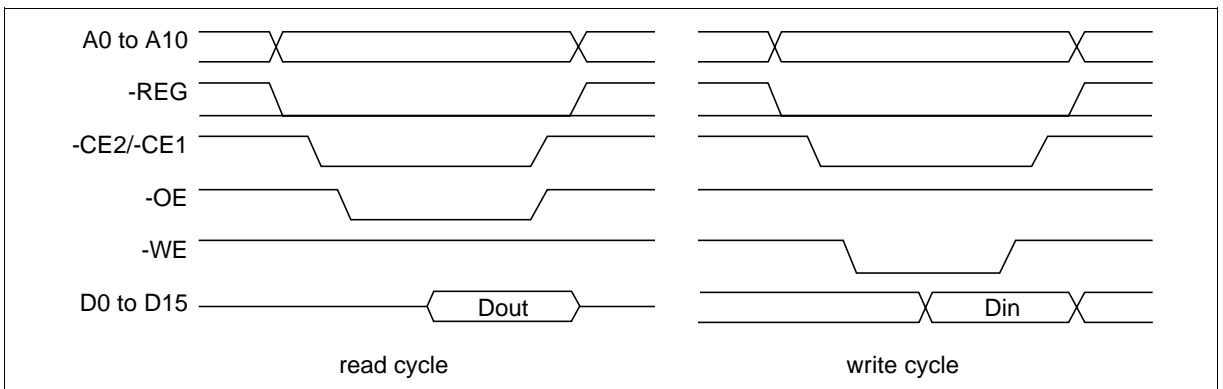 A0 to A10
-REG
-CE2/-CE1
-OE
-WE
D0 to D15
Dout
Din
read cycle
write cycle